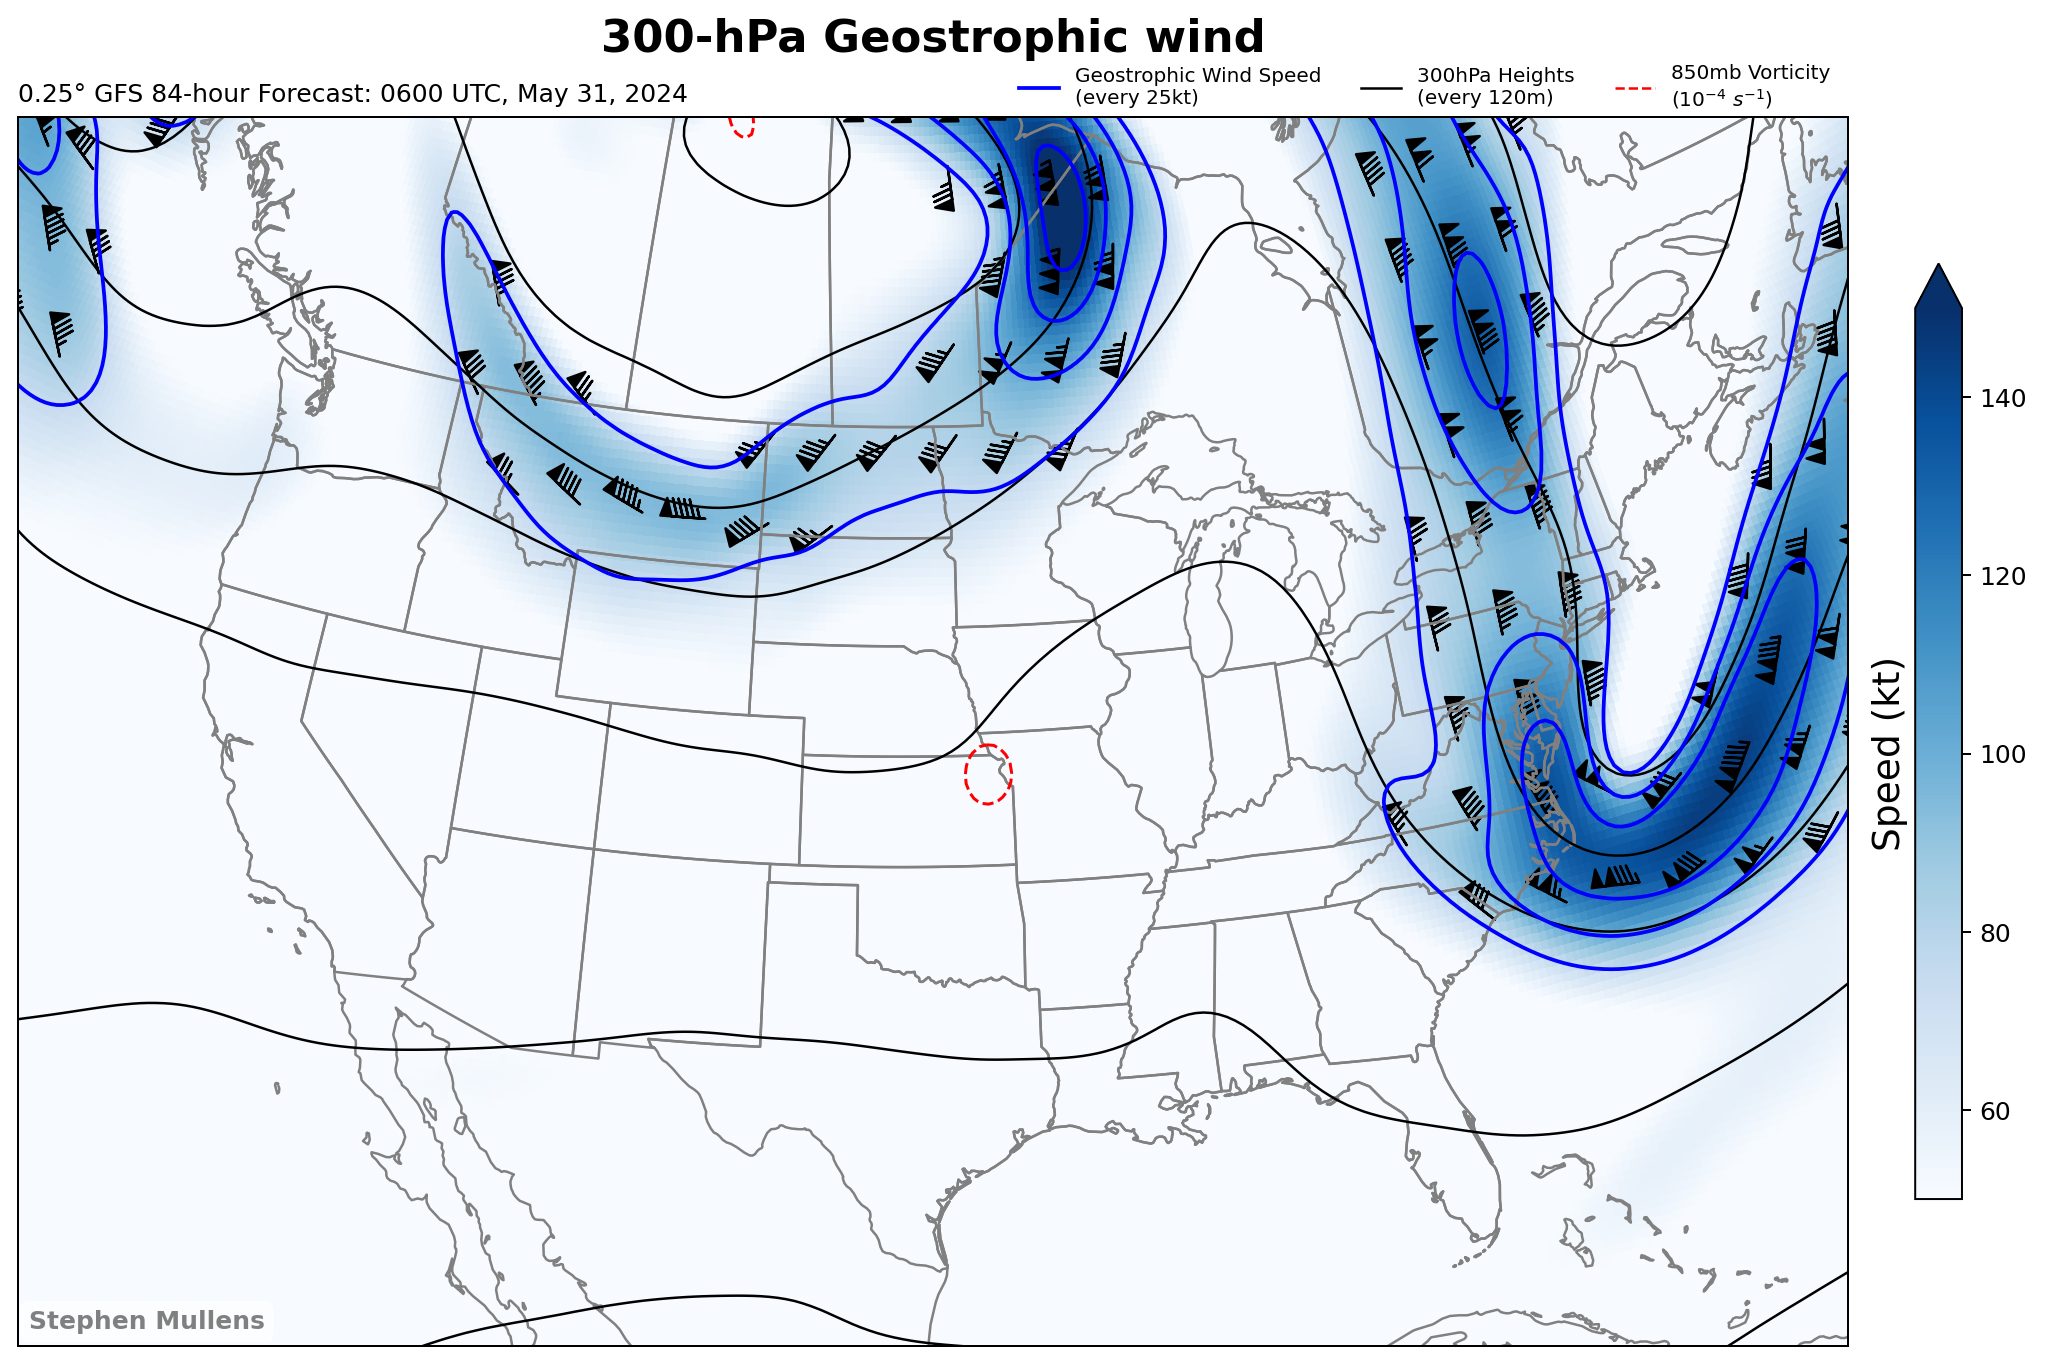 300-hPa Geostrophic wind
0.25° GFS 84-hour Forecast: 0600 UTC, May 31, 2024
Geostrophic Wind Speed
(every 25kt)
300hPa Heights
(every 120m)
850mb Vorticity
(10⁻⁴ s⁻¹)
140
120
100
80
60
Speed (kt)
Stephen Mullens